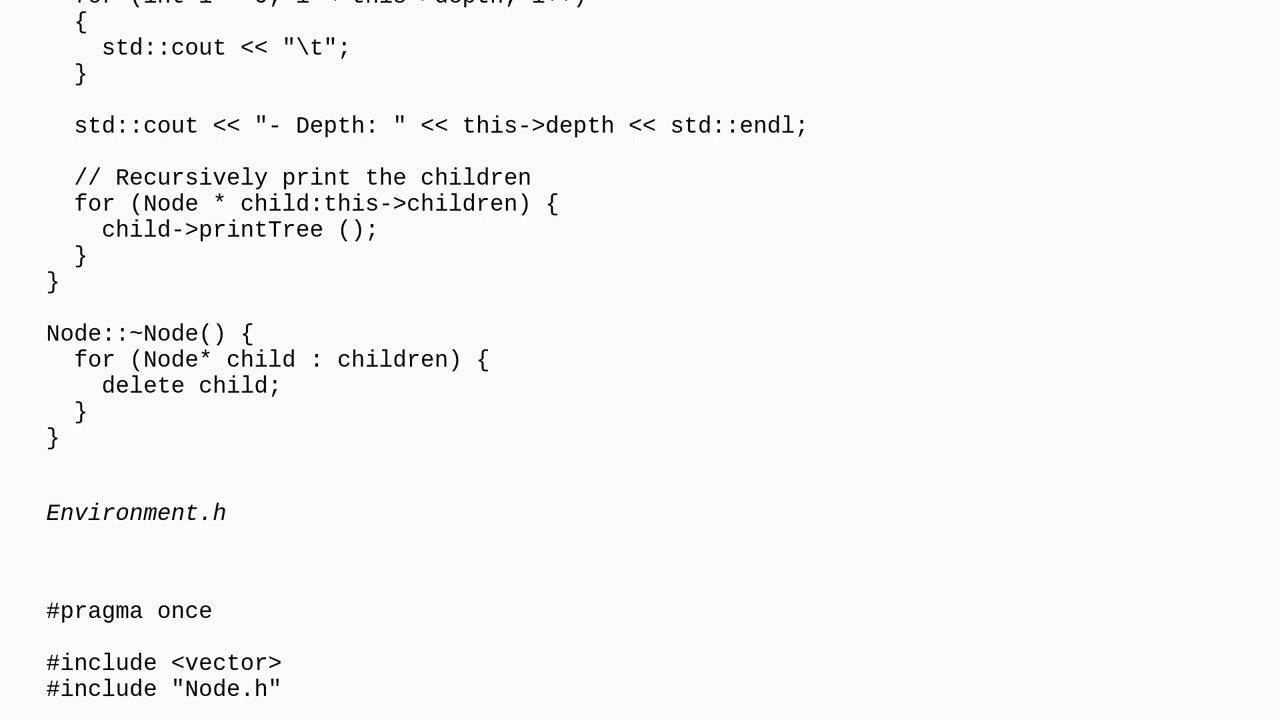 {
std::cout << "\t";
}
std::cout << "- Depth: " << this->depth << std::endl;
// Recursively print the children
for (Node * child:this->children) {
child->printTree ();
}
}
Node::~Node() {
for (Node* child : children) {
delete child;
}
}
Environment.h
#pragma once
#include <vector>
#include "Node.h"